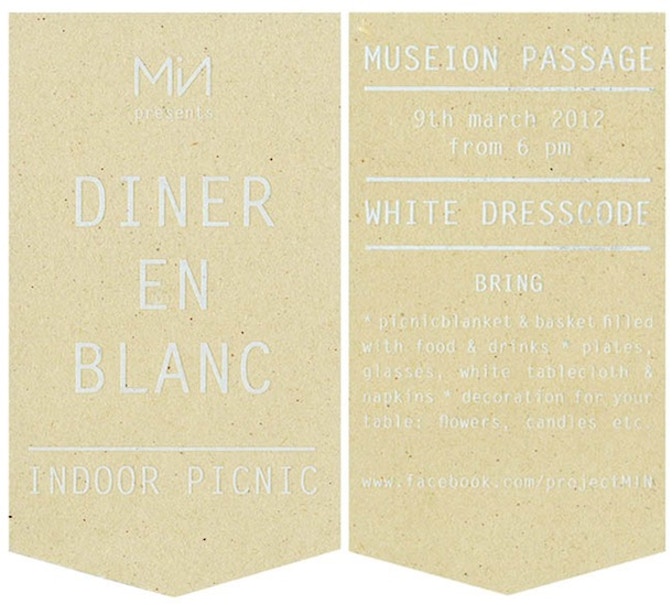 MiN
presents
DINER
EN
BLANC
INDOOR PICNIC
MUSEION PASSAGE
9th march 2012
from 6 pm
WHITE DRESSCODE
BRING
* picnicblanket & basket filled
with food & drinks * plates,
glasses, white tablecloth &
napkins * decoration for your
table: flowers, candles etc.
www.facebook.com/projectMIN